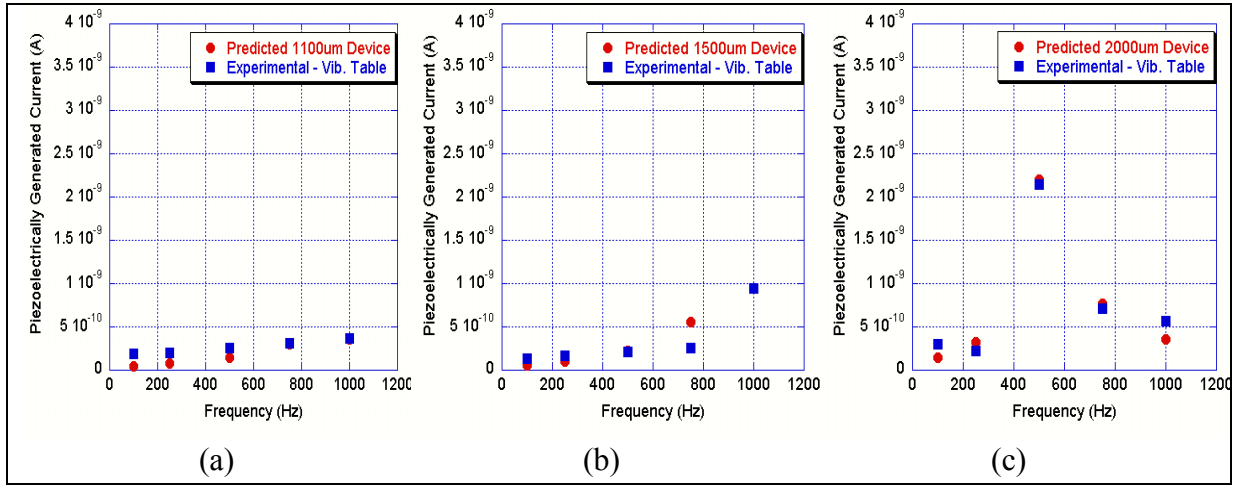 4 10-9
3.5 10-9
3 10-9
2.5 10-9
2 10-9
1.5 10-9
1 10-9
5 10-10
0
Piezoelectrically Generated Current (A)
Predicted 1100um Device
Experimental - Vib. Table
0 200 400 600 800 1000 1200
Frequency (Hz)
(a)
4 10-9
3.5 10-9
3 10-9
2.5 10-9
2 10-9
1.5 10-9
1 10-9
5 10-10
0
Piezoelectrically Generated Current (A)
Predicted 1500um Device
Experimental - Vib. Table
0 200 400 600 800 1000 1200
Frequency (Hz)
(b)
4 10-9
3.5 10-9
3 10-9
2.5 10-9
2 10-9
1.5 10-9
1 10-9
5 10-10
0
Piezoelectrically Generated Current (A)
Predicted 2000um Device
Experimental - Vib. Table
0 200 400 600 800 1000 1200
Frequency (Hz)
(c)